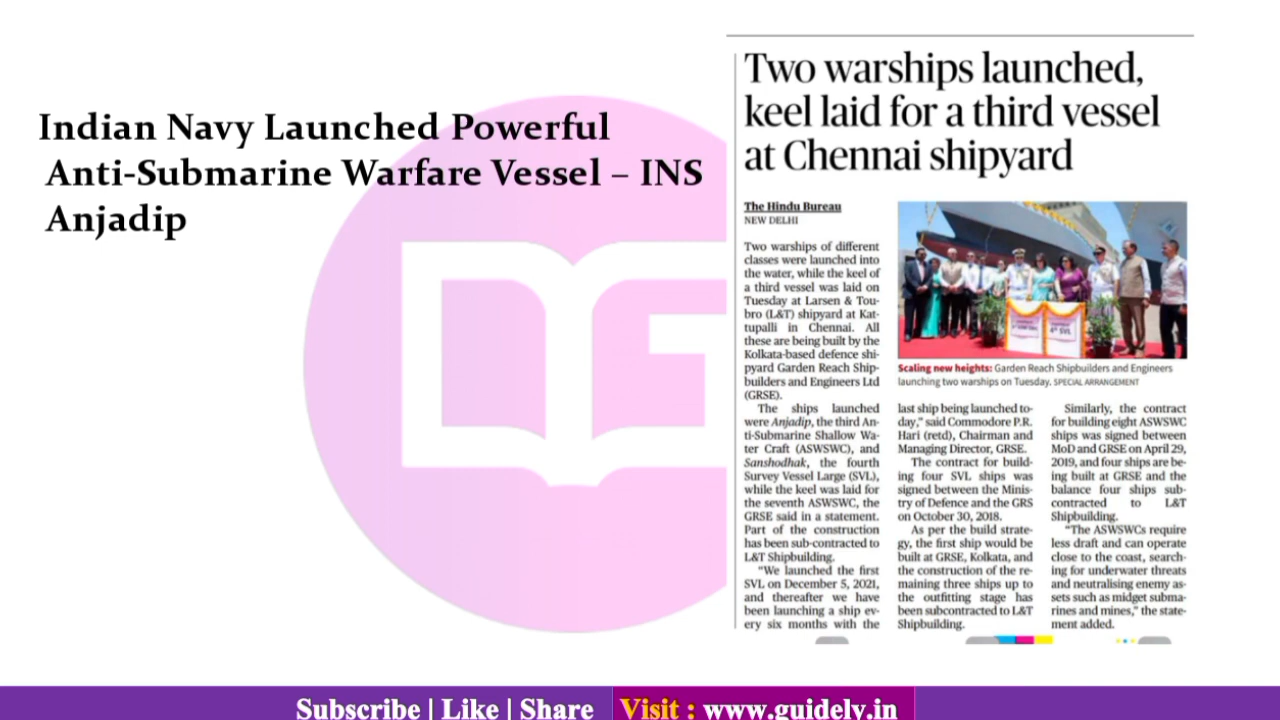 Indian Navy Launched Powerful
Anti-Submarine Warfare Vessel – INS
Anjadip
Two warships launched,
keel laid for a third vessel
at Chennai shipyard
The Hindu Bureau
NEW DELHI
Two warships of different
classes were launched into
the water, while the keel of
a third vessel was laid on
Tuesday at Larsen & Tou-
bro (L&T) shipyard at Kat-
tupalli in Chennai. All
these are being built by the
Kolkata-based defence shi-
pyard Garden Reach Ship-
builders and Engineers Ltd
(GRSE).
The ships launched
were Anjadip, the third An-
ti-Submarine Shallow Wa-
ter Craft (ASWSWC), and
Sanshodhak, the fourth
Survey Vessel Large (SVL),
while the keel was laid for
the seventh ASWSWC, the
GRSE said in a statement.
Part of the construction
has been sub-contracted to
L&T Shipbuilding.
"We launched the first
SVL on December 5, 2021,
and thereafter we have
been launching a ship ev-
ery six months with the
4th SVL
Scaling new heights: Garden Reach Shipbuilders and Engineers
launching two warships on Tuesday. SPECIAL ARRANGEMENT
last ship being launched to-
day," said Commodore P.R.
Hari (retd), Chairman and
Managing Director, GRSE.
The contract for build-
ing four SVL ships was
signed between the Minis-
try of Defence and the GRS
on October 30, 2018.
As per the build strate-
gy, the first ship would be
built at GRSE, Kolkata, and
the construction of the re-
maining three ships up to
the outfitting stage has
been subcontracted to L&T
Shipbuilding.
Similarly, the contract
for building eight ASWSWC
ships was signed between
MoD and GRSE on April 29,
2019, and four ships are be-
ing built at GRSE and the
balance four ships sub-
contracted to L&T
Shipbuilding.
"The ASWSWCs require
less draft and can operate
close to the coast, search-
ing for underwater threats
and neutralising enemy as-
sets such as midget subma-
rines and mines," the state-
ment added.
Subscribe | Like | Share Visit : www.guidely.in